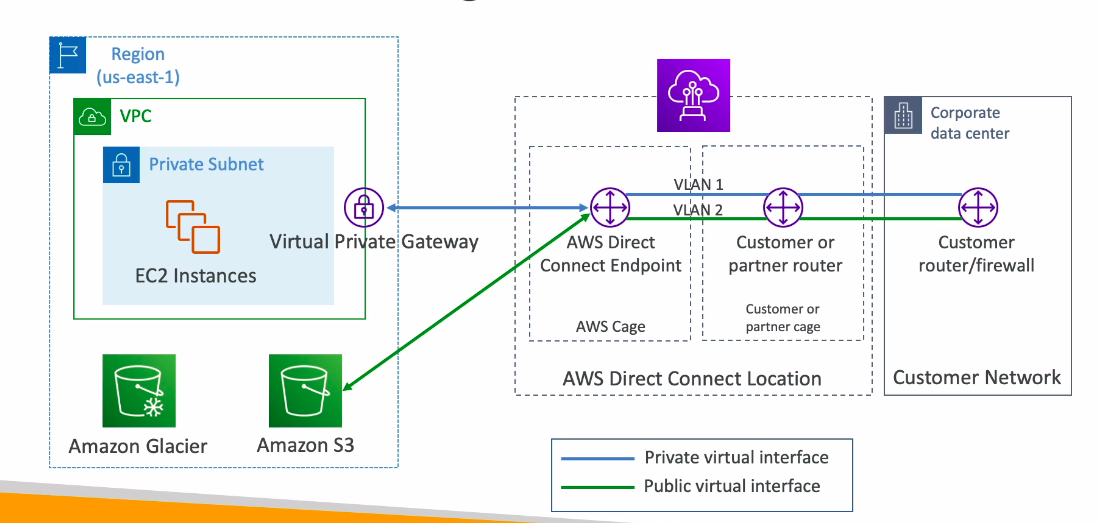 Region
(us-east-1)
VPC
Private Subnet
EC2 Instances
Virtual Private Gateway
Amazon Glacier
Amazon S3
VLAN 1
VLAN 2
AWS Direct
Connect Endpoint
AWS Cage
Customer or
partner router
Customer or
partner cage
AWS Direct Connect Location
Corporate
data center
Customer
router/firewall
Customer Network
Private virtual interface
Public virtual interface